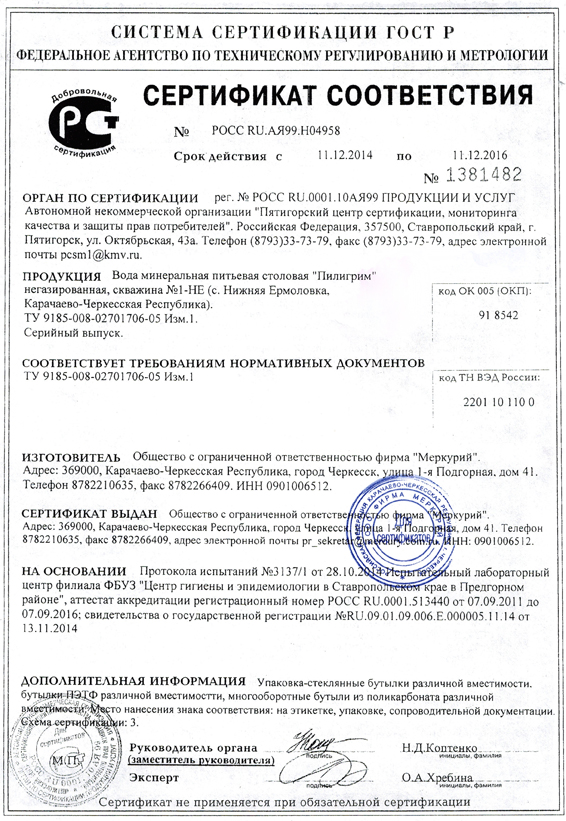 СИСТЕМА СЕРТИФИКАЦИИ ГОСТ Р
ФЕДЕРАЛЬНОЕ АГЕНТСТВО ПО ТЕХНИЧЕСКОМУ РЕГУЛИРОВАНИЮ И МЕТРОЛОГИИ
Добровольная
сертификация
СЕРТИФИКАТ СООТВЕТСТВИЯ
№ РОСС RU.АЯ99.Н04958
Срок действия с 11.12.2014 по 11.12.2016
№ 1381482
ОРГАН ПО СЕРТИФИКАЦИИ рег. № РОСС RU.0001.10АЯ99 ПРОДУКЦИИ И УСЛУГ
Автономной некоммерческой организации "Пятигорский центр сертификации, мониторинга
качества и защиты прав потребителей". Российская Федерация, 357500, Ставропольский край, г.
Пятигорск, ул. Октябрьская, 43а. Телефон (8793)33-73-79, факс (8793)33-73-79, адрес электронной
почты pcsm1@kmv.ru.
ПРОДУКЦИЯ Вода минеральная питьевая столовая "Пилигрим"
негазированная, скважина №1-НЕ (с. Нижняя Ермоловка,
Карачаево-Черкесская Республика).
ТУ 9185-008-02701706-05 Изм.1.
Серийный выпуск.
код ОК 005 (ОКП):
91 8542
СООТВЕТСТВУЕТ ТРЕБОВАНИЯМ НОРМАТИВНЫХ ДОКУМЕНТОВ
ТУ 9185-008-02701706-05 Изм.1
код ТН ВЭД России:
2201 10 110 0
ИЗГОТОВИТЕЛЬ Общество с ограниченной ответственностью фирма "Меркурий".
Адрес: 369000, Карачаево-Черкесская Республика, город Черкесск, улица 1-я Подгорная, дом 41.
Телефон 8782210635, факс 8782266409. ИНН 0901006512.
СЕРТИФИКАТ ВЫДАН Общество с ограниченной ответственностью фирма "Меркурий".
Адрес: 369000, Карачаево-Черкесская Республика, город Черкесск, улица 1-я Подгорная, дом 41. Телефон
8782210635, факс 8782266409, адрес электронной почты pr_sekretar@mercury.com.ru. ИНН: 0901006512.
Для
сертификатов
НА ОСНОВАНИИ Протокола испытаний №3137/1 от 28.10.2014 Испытательный лабораторный
центр филиала ФБУЗ "Центр гигиены и эпидемиологии в Ставропольском крае в Предгорном
районе", аттестат аккредитации регистрационный номер РОСС RU.0001.513440 от 07.09.2011 до
07.09.2016; свидетельства о государственной регистрации №RU.09.01.09.006.Е.000005.11.14 от
13.11.2014
ДОПОЛНИТЕЛЬНАЯ ИНФОРМАЦИЯ Упаковка-стеклянные бутылки различной вместимости.
бутылки ПЭТФ различной вместимостти, многооборотные бутыли из поликарбоната различной
вместимости. Место нанесения знака соответствия: на этикетке, упаковке, сопроводительной документации.
Схема сертификации: 3.
Для
сертификатов
М.П.
Руководитель органа
(заместитель руководителя)
подпись
Н.Д.Коптенко
инициалы, фамилия
Эксперт
подпись
О.А.Хребина
инициалы, фамилия
Сертификат не применяется при обязательной сертификации